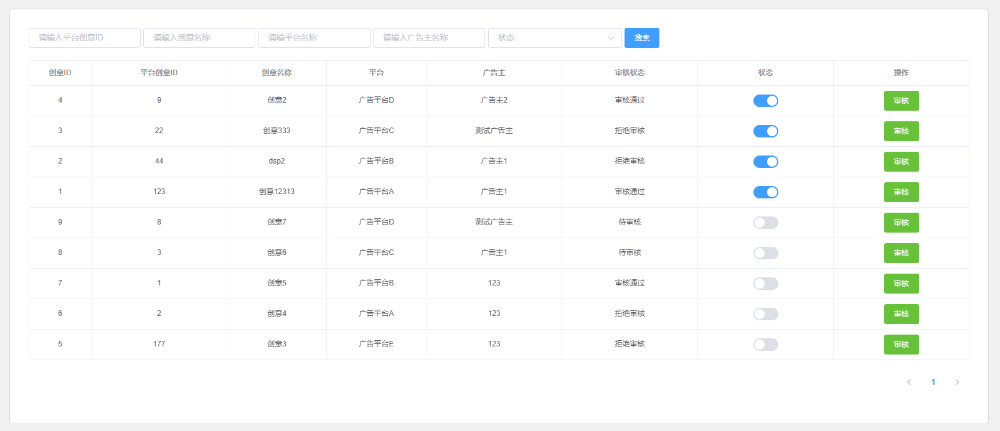 请输入平台创意ID 请输入创意名称 请输平台名称 请输入广告主名称 状态 搜索
创意ID 平台创意ID 创意名称 平台 广告主 审核状态 状态 操作
4 9 创意2 广告平台D 广告主2 审核通过 审核
3 22 创意333 广告平台C 测试广告主 拒绝审核 审核
2 44 dsp2 广告平台B 广告主1 拒绝审核 审核
1 123 创意12313 广告平台A 广告主1 审核通过 审核
9 8 创意7 广告平台D 测试广告主 待审核 审核
8 3 创意6 广告平台C 广告主1 待审核 审核
7 1 创意5 广告平台B 123 审核通过 审核
6 2 创意4 广告平台A 123 拒绝审核 审核
5 177 创意3 广告平台E 123 拒绝审核 审核
1